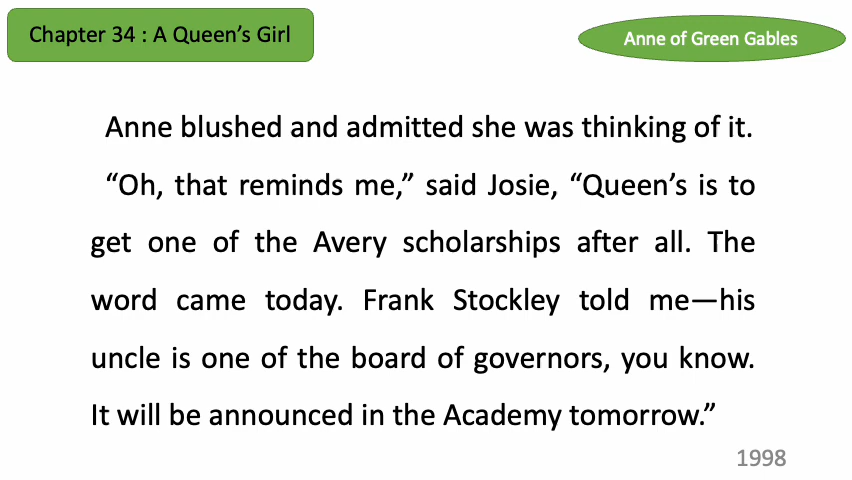 Chapter 34 : A Queen’s Girl
Anne of Green Gables
Anne blushed and admitted she was thinking of it.
“Oh, that reminds me,” said Josie, “Queen’s is to
get one of the Avery scholarships after all. The
word came today. Frank Stockley told me—his
uncle is one of the board of governors, you know.
It will be announced in the Academy tomorrow.”
1998